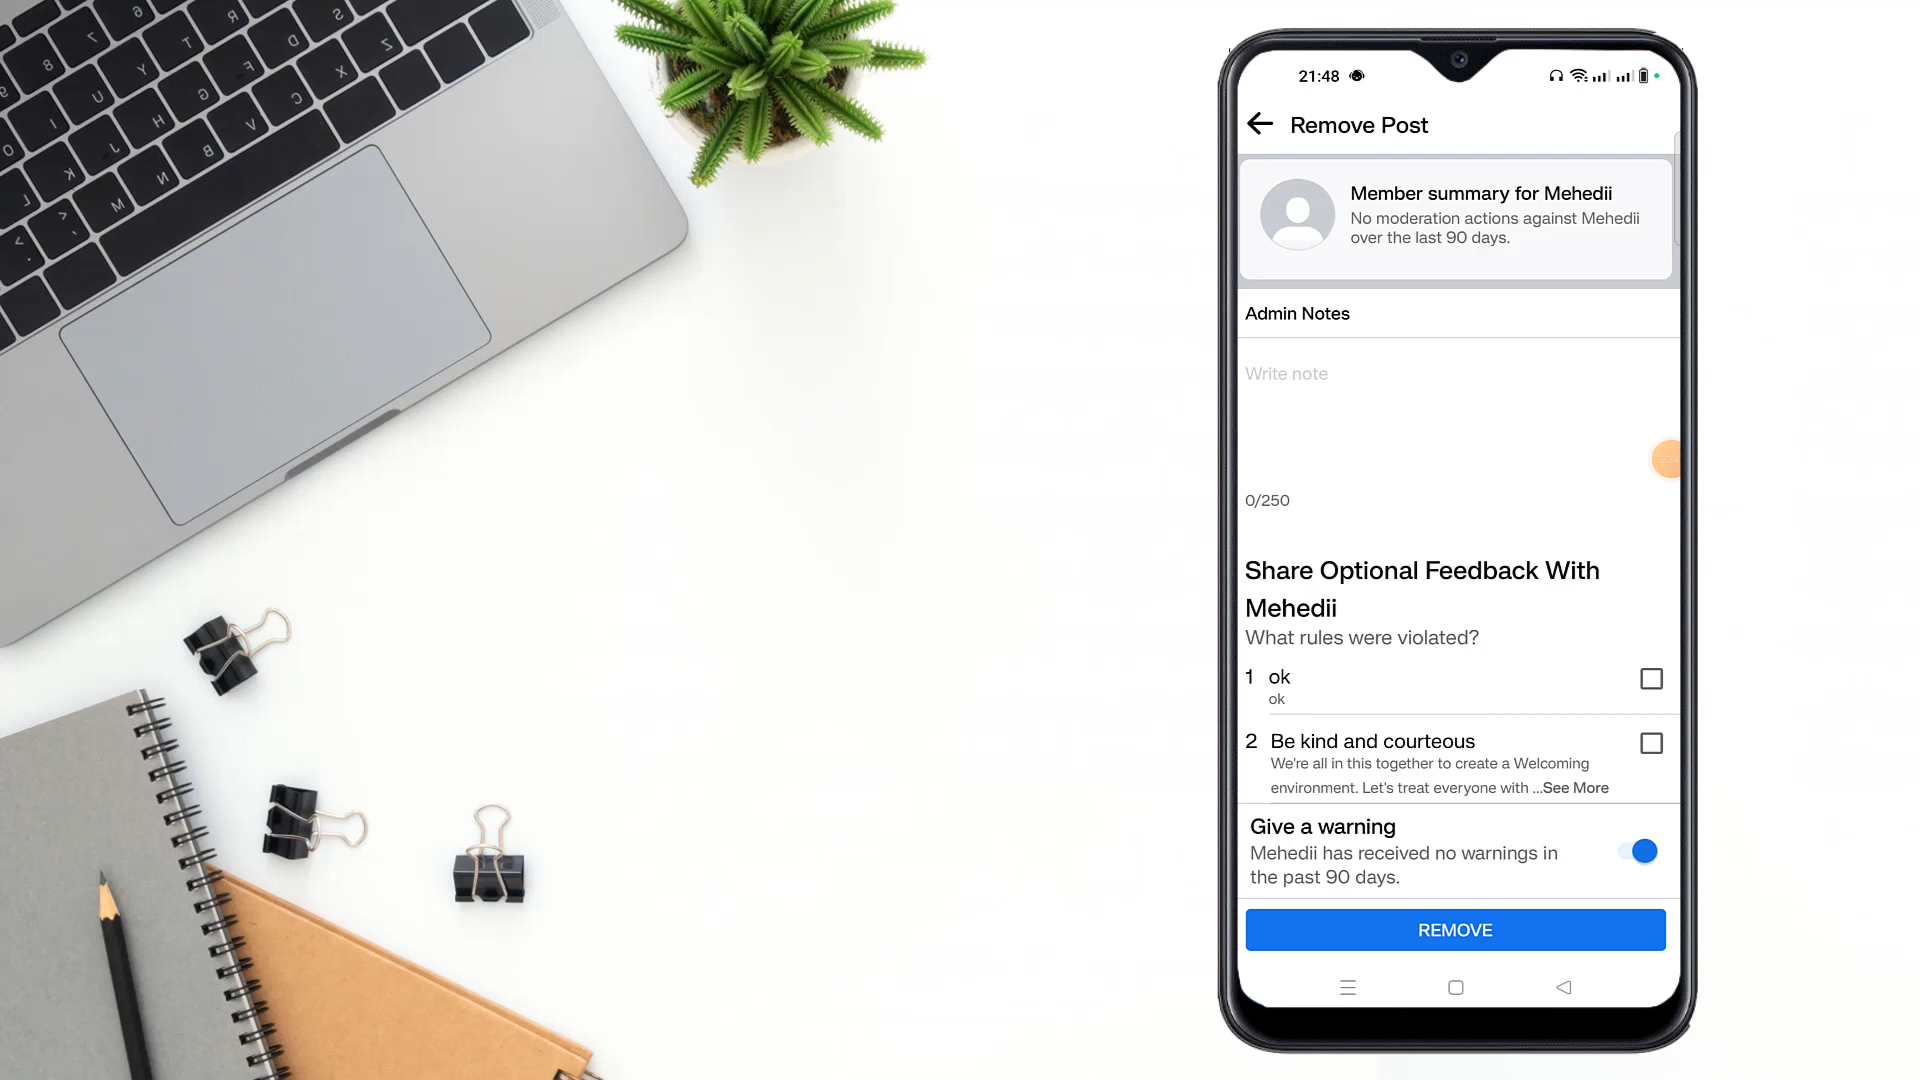 21:48
Remove Post
Member summary for Mehedii
No moderation actions against Mehedii
over the last 90 days.
Admin Notes
Write note
0/250
Share Optional Feedback With
Mehedii
What rules were violated?
1 ok
ok
2 Be kind and courteous
We're all in this together to create a Welcoming
environment. Let's treat everyone with ...See More
Give a warning
Mehedii has received no warnings in
the past 90 days.
REMOVE